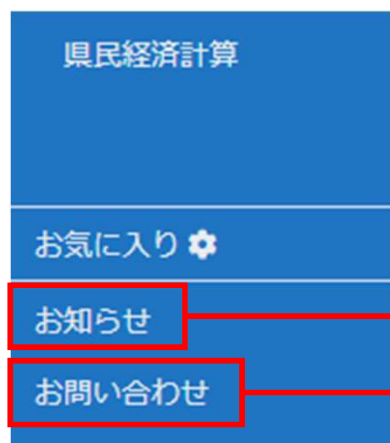 県民経済計算
お気に入り
お知らせ
お問い合わせ